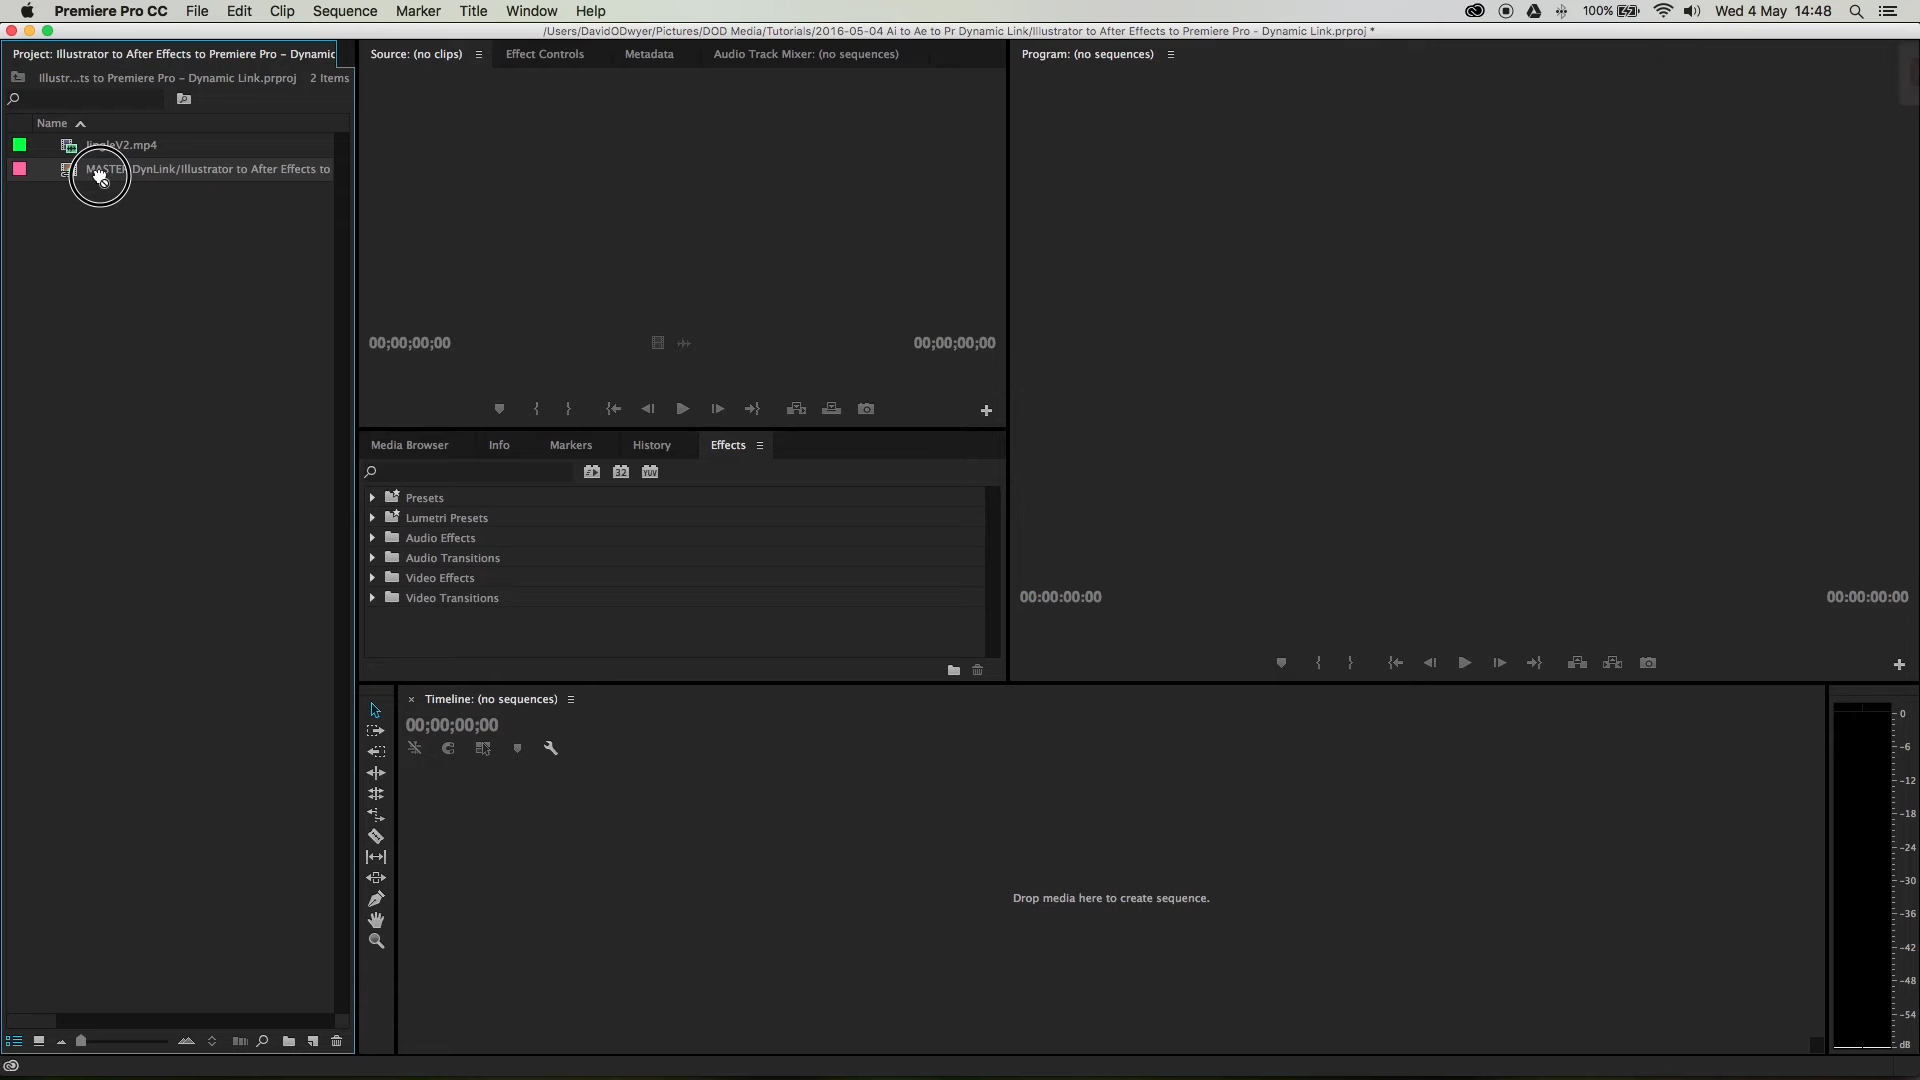 Premiere Pro CC File Edit Clip Sequence Marker Title Window Help 100% Wed 4 May 14:48
/Users/DavidODwyer/Pictures/DOD Media/Tutorials/2016-05-04 Ai to Ae to Pr Dynamic Link/Illustrator to After Effects to Premiere Pro - Dynamic Link.prproj *
Project: Illustrator to After Effects to Premiere Pro – Dynamic
Illustr...ts to Premiere Pro – Dynamic Link.prproj 2 Items
Name
JingleV2.mp4
MASTER DynLink/Illustrator to After Effects to
Source: (no clips) Effect Controls Metadata Audio Track Mixer: (no sequences)
00;00;00;00 00;00;00;00
Media Browser Info Markers History Effects
32 YUV
Presets
Lumetri Presets
Audio Effects
Audio Transitions
Video Effects
Video Transitions
Program: (no sequences)
00:00:00:00 00:00:00:00
× Timeline: (no sequences)
00;00;00;00
Drop media here to create sequence.
0
-6
-12
-18
-24
-30
-36
-42
-48
-54
dB